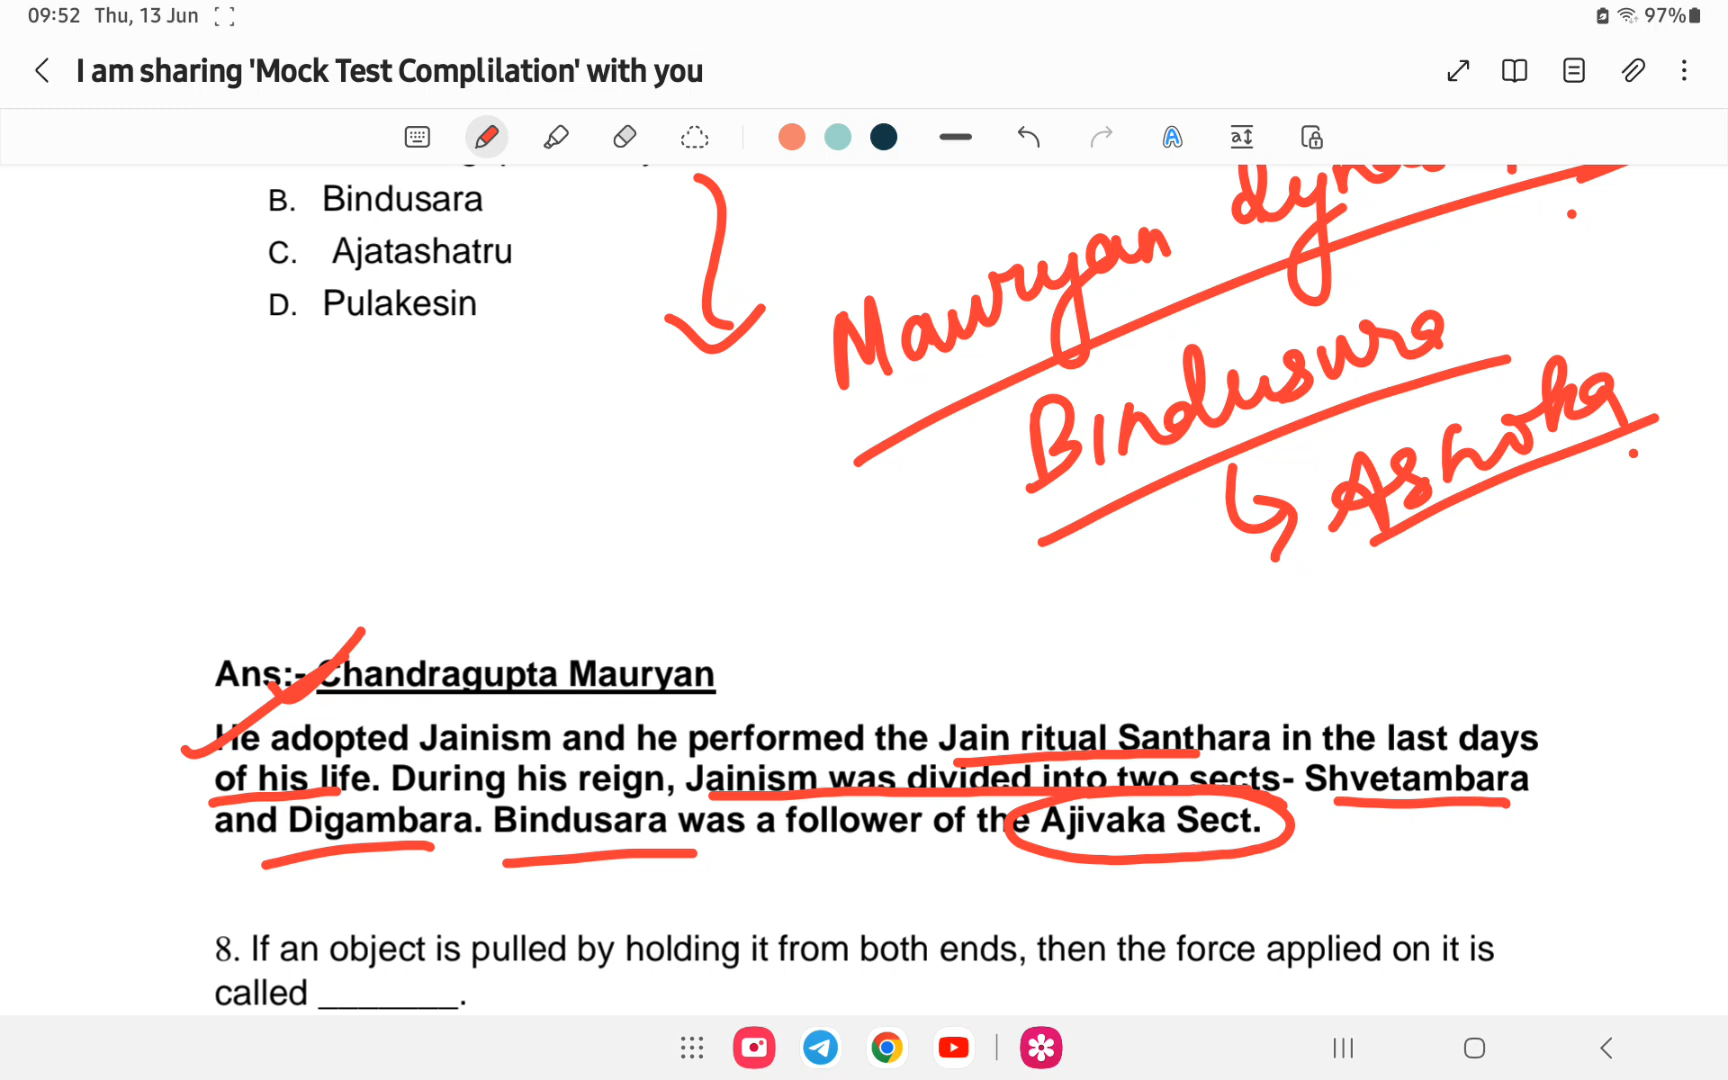 09:52 Thu, 13 Jun
97%
I am sharing 'Mock Test Complilation' with you
B. Bindusara
C. Ajatashatru
D. Pulakesin
Mauryan
Bindusura
Ashoka
Ans:- Chandragupta Mauryan
He adopted Jainism and he performed the Jain ritual Santhara in the last days
of his life. During his reign, Jainism was divided into two sects- Shvetambara
and Digambara. Bindusara was a follower of the Ajivaka Sect.
8. If an object is pulled by holding it from both ends, then the force applied on it is
called _______.